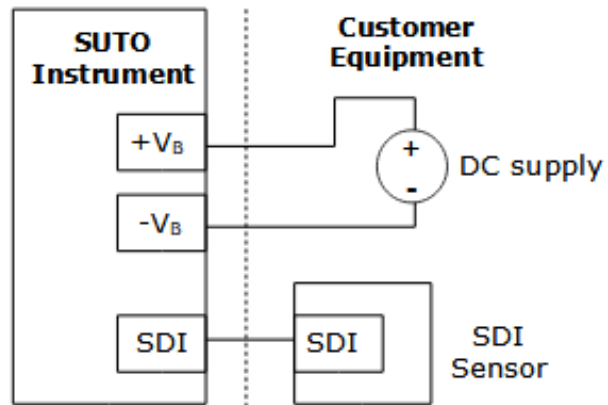 SUTO
Instrument
Customer
Equipment
+VB
+
-
DC supply
-VB
SDI
SDI
SDI
Sensor